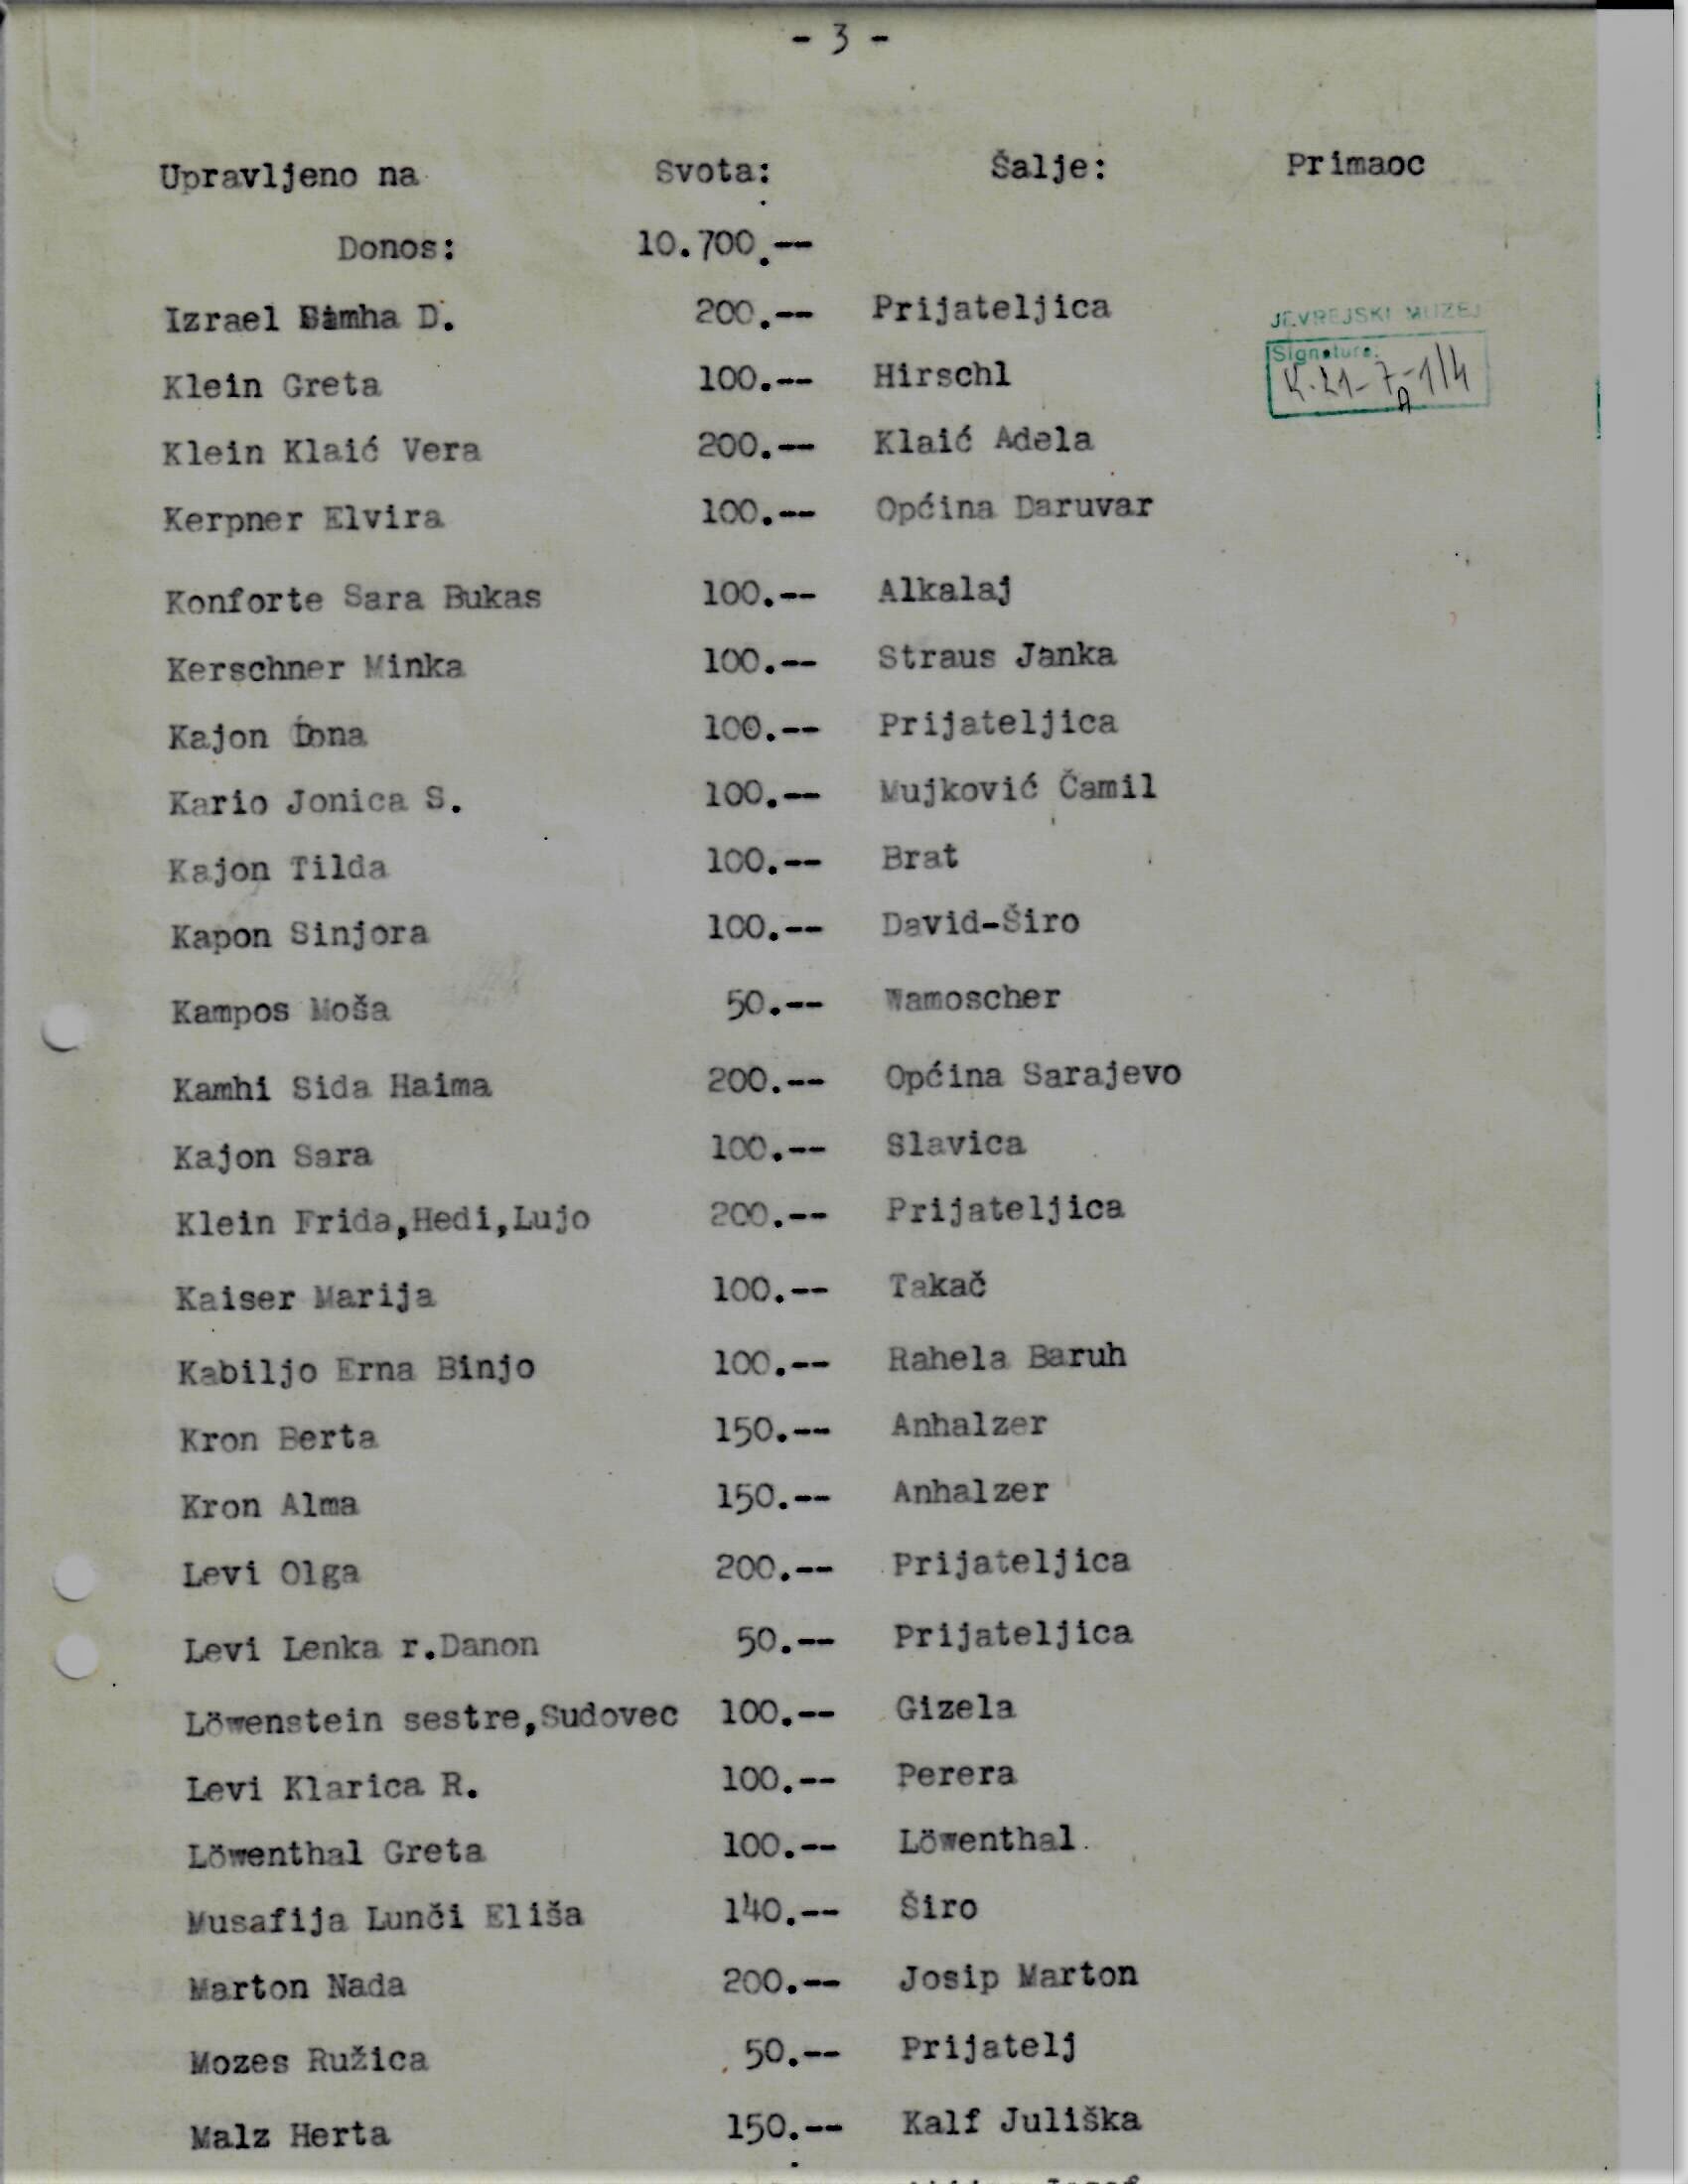 - 3 -
Upravljeno na Svota: Šalje: Primaoc
Donos: 10.700.--
Izrael Simha D. 200.-- Prijateljica
JEVREJSKI MUZEJ
Signatura:
K-21-7A-1/4
Klein Greta 100.-- Hirschl
Klein Klaić Vera 200.-- Klaić Adela
Kerpner Elvira 100.-- Općina Daruvar
Konforte Sara Bukas 100.-- Alkalaj
Kerschner Minka 100.-- Straus Janka
Kajon Dona 100.-- Prijateljica
Kario Jonica S. 100.-- Mujković Čamil
Kajon Tilda 100.-- Brat
Kapon Sinjora 100.-- David-Širo
Kampos Moša 50.-- Wamoscher
Kamhi Sida Haima 200.-- Općina Sarajevo
Kajon Sara 100.-- Slavica
Klein Frida,Hedi,Lujo 200.-- Prijateljica
Kaiser Marija 100.-- Takač
Kabiljo Erna Binjo 100.-- Rahela Baruh
Kron Berta 150.-- Anhalzer
Kron Alma 150.-- Anhalzer
Levi Olga 200.-- Prijateljica
Levi Lenka r.Danon 50.-- Prijateljica
Löwenstein sestre,Sudovec 100.-- Gizela
Levi Klarica R. 100.-- Perera
Löwenthal Greta 100.-- Löwenthal
Musafija Lunči Eliša 140.-- Širo
Marton Nada 200.-- Josip Marton
Mozes Ružica 50.-- Prijatelj
Malz Herta 150.-- Kalf Juliška